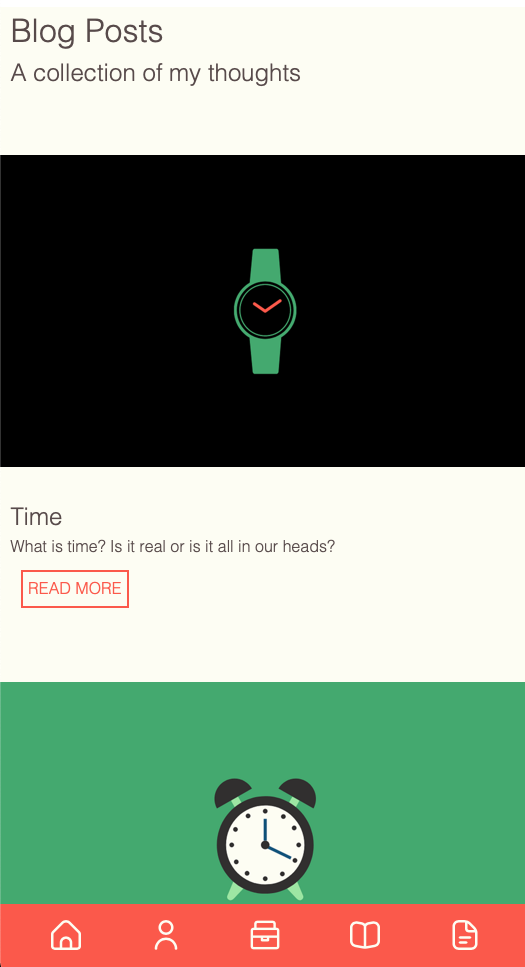 Blog Posts
A collection of my thoughts
Time
What is time? Is it real or is it all in our heads?
READ MORE